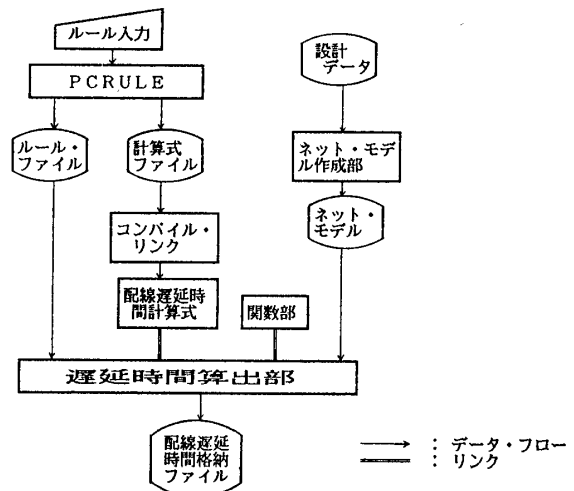 ルール入力
PCRULE
設計
データ
ルール・
ファイル
計算式
ファイル
ネット・モデ
ル作成部
コンパイル・
リンク
ネット・
モデル
配線遅延時
間計算式
関数部
遅延時間算出部
配線遅延
時間格納
ファイル
：データ・フロー
：リンク